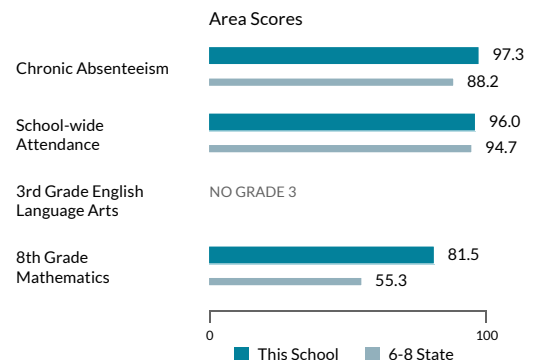 Area Scores
Chronic Absenteeism
97.3
88.2
School-wide
Attendance
96.0
94.7
3rd Grade English
Language Arts
NO GRADE 3
8th Grade
Mathematics
81.5
55.3
0
100
This School
6-8 State